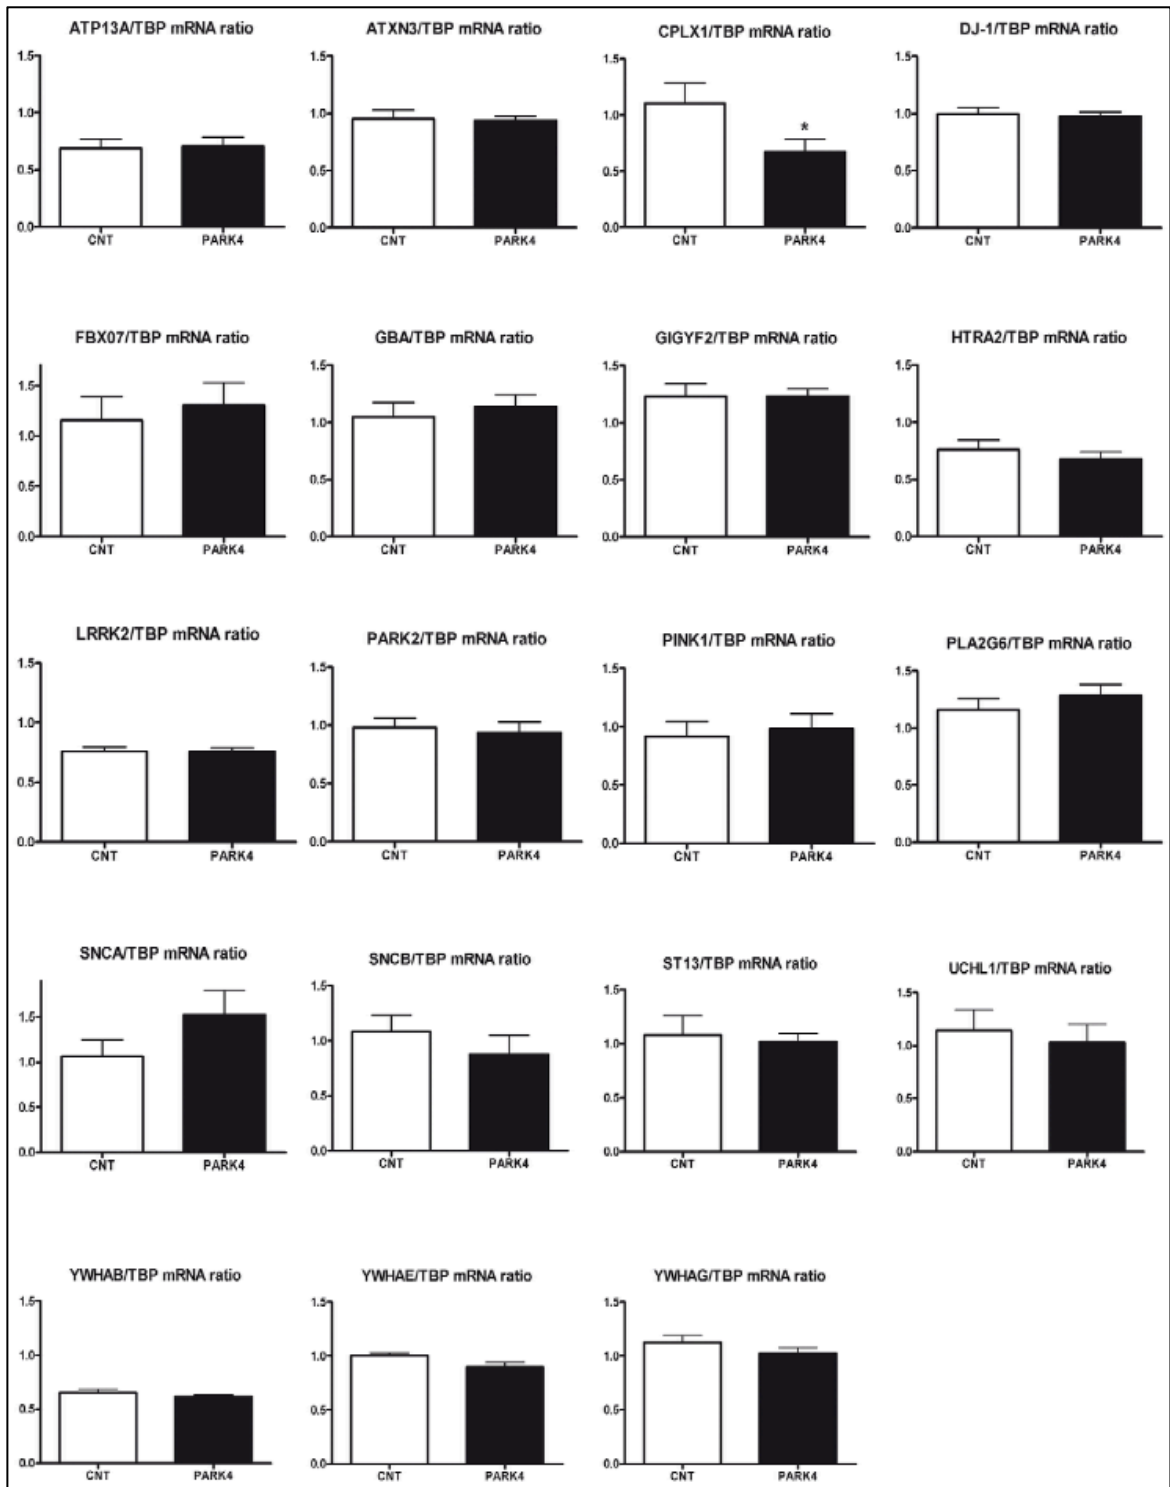 ATP13A/TBP mRNA ratio
1.5
1.0
0.5
0.0
CNT PARK4
ATXN3/TBP mRNA ratio
1.5
1.0
0.5
0.0
CNT PARK4
CPLX1/TBP mRNA ratio
1.5
1.0
*
0.5
0.0
CNT PARK4
DJ-1/TBP mRNA ratio
1.5
1.0
0.5
0.0
CNT PARK4
FBX07/TBP mRNA ratio
1.5
1.0
0.5
0.0
CNT PARK4
GBA/TBP mRNA ratio
1.5
1.0
0.5
0.0
CNT PARK4
GIGYF2/TBP mRNA ratio
1.5
1.0
0.5
0.0
CNT PARK4
HTRA2/TBP mRNA ratio
1.5
1.0
0.5
0.0
CNT PARK4
LRRK2/TBP mRNA ratio
1.5
1.0
0.5
0.0
CNT PARK4
PARK2/TBP mRNA ratio
1.5
1.0
0.5
0.0
CNT PARK4
PINK1/TBP mRNA ratio
1.5
1.0
0.5
0.0
CNT PARK4
PLA2G6/TBP mRNA ratio
1.5
1.0
0.5
0.0
CNT PARK4
SNCA/TBP mRNA ratio
1.5
1.0
0.5
0.0
CNT PARK4
SNCB/TBP mRNA ratio
1.5
1.0
0.5
0.0
CNT PARK4
ST13/TBP mRNA ratio
1.5
1.0
0.5
0.0
CNT PARK4
UCHL1/TBP mRNA ratio
1.5
1.0
0.5
0.0
CNT PARK4
YWHAB/TBP mRNA ratio
1.5
1.0
0.5
0.0
CNT PARK4
YWHAE/TBP mRNA ratio
1.5
1.0
0.5
0.0
CNT PARK4
YWHAG/TBP mRNA ratio
1.5
1.0
0.5
0.0
CNT PARK4